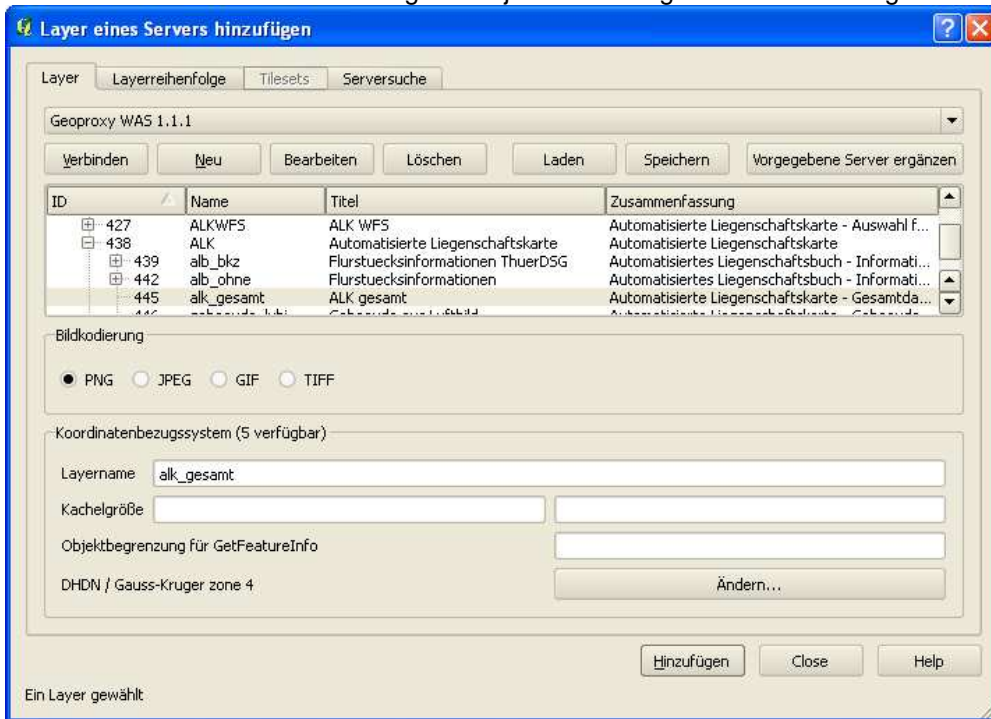 Layer eines Servers hinzufügen
Layer Layerreihenfolge Tilesets Serversuche
Geoproxy WAS 1.1.1
Verbinden Neu Bearbeiten Löschen Laden Speichern Vorgegebene Server ergänzen
ID Name Titel Zusammenfassung
427 ALKWFS ALK WFS Automatisierte Liegenschaftskarte - Auswahl f...
438 ALK Automatisierte Liegenschaftskarte Automatisierte Liegenschaftskarte
439 alb_bkz Flurstuecksinformationen ThuerDSG Automatisiertes Liegenschaftsbuch - Informati...
442 alb_ohne Flurstuecksinformationen Automatisiertes Liegenschaftsbuch - Informati...
445 alk_gesamt ALK gesamt Automatisierte Liegenschaftskarte - Gesamtda...
Bildkodierung
PNG JPEG GIF TIFF
Koordinatenbezugssystem (5 verfügbar)
Layername alk_gesamt
Kachelgröße
Objektbegrenzung für GetFeatureInfo
DHDN / Gauss-Kruger zone 4 Ändern...
Hinzufügen Close Help
Ein Layer gewählt